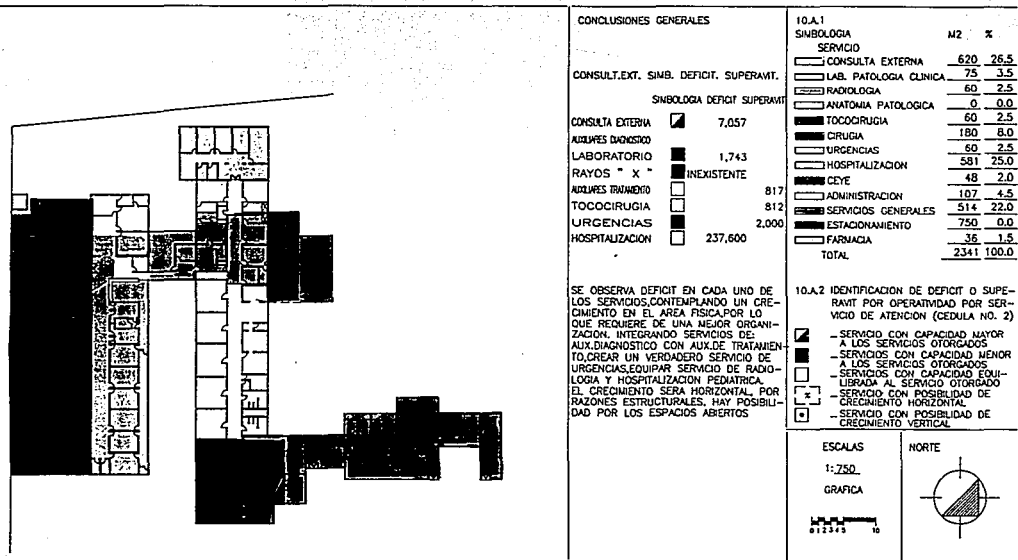 CONCLUSIONES GENERALES
CONSULT.EXT. SIMB. DEFICIT. SUPERAVIT.
SIMBOLOGIA DEFICIT SUPERAVIT
CONSULTA EXTERNA 7,057
AUXILIARES DIAGNOSTICO
LABORATORIO 1,743
RAYOS " X " INEXISTENTE
AUXILIARES TRATAMIENTO 817
TOCOCIRUGIA 812
URGENCIAS 2,000
HOSPITALIZACION 237,600
SE OBSERVA DEFICIT EN CADA UNO DE
LOS SERVICIOS,CONTEMPLANDO UN CRE-
CIMIENTO EN EL AREA FISICA,POR LO
QUE REQUIERE DE UNA MEJOR ORGANI-
ZACION, INTEGRANDO SERVICIOS DE:
AUX.DIAGNOSTICO CON AUX.DE TRATAMIEN-
TO,CREAR UN VERDADERO SERVICIO DE
URGENCIAS,EQUIPAR SERVICIO DE RADIO-
LOGIA Y HOSPITALIZACION PEDIATRICA.
EL CRECIMIENTO SERA HORIZONTAL, POR
RAZONES ESTRUCTURALES, HAY POSIBILI-
DAD POR LOS ESPACIOS ABIERTOS
10.A.1
SIMBOLOGIA M2 %
SERVICIO
CONSULTA EXTERNA 620 26.5
LAB. PATOLOGIA CLINICA 75 3.5
RADIOLOGIA 60 2.5
ANATOMIA PATOLOGICA 0 0.0
TOCOCIRUGIA 60 2.5
CIRUGIA 180 8.0
URGENCIAS 60 2.5
HOSPITALIZACION 581 25.0
CEYE 48 2.0
ADMINISTRACION 107 4.5
SERVICIOS GENERALES 514 22.0
ESTACIONAMIENTO 750 0.0
FARMACIA 36 1.5
TOTAL 2341 100.0
10.A.2 IDENTIFICACION DE DEFICIT O SUPE-
RAVIT POR OPERATIVIDAD POR SER-
VICIO DE ATENCION (CEDULA NO. 2)
_ SERVICIO CON CAPACIDAD MAYOR
A LOS SERVICIOS OTORGADOS
_ SERVICIOS CON CAPACIDAD MENOR
A LOS SERVICIOS OTORGADOS
_ SERVICIOS CON CAPACIDAD EQUI-
LIBRADA AL SERVICIO OTORGADO
_ SERVICIO CON POSIBILIDAD DE
CRECIMIENTO HORIZONTAL
_ SERVICIO CON POSIBILIDAD DE
CRECIMIENTO VERTICAL
ESCALAS
1:750
GRAFICA
0 1 2 3 4 5 10
NORTE